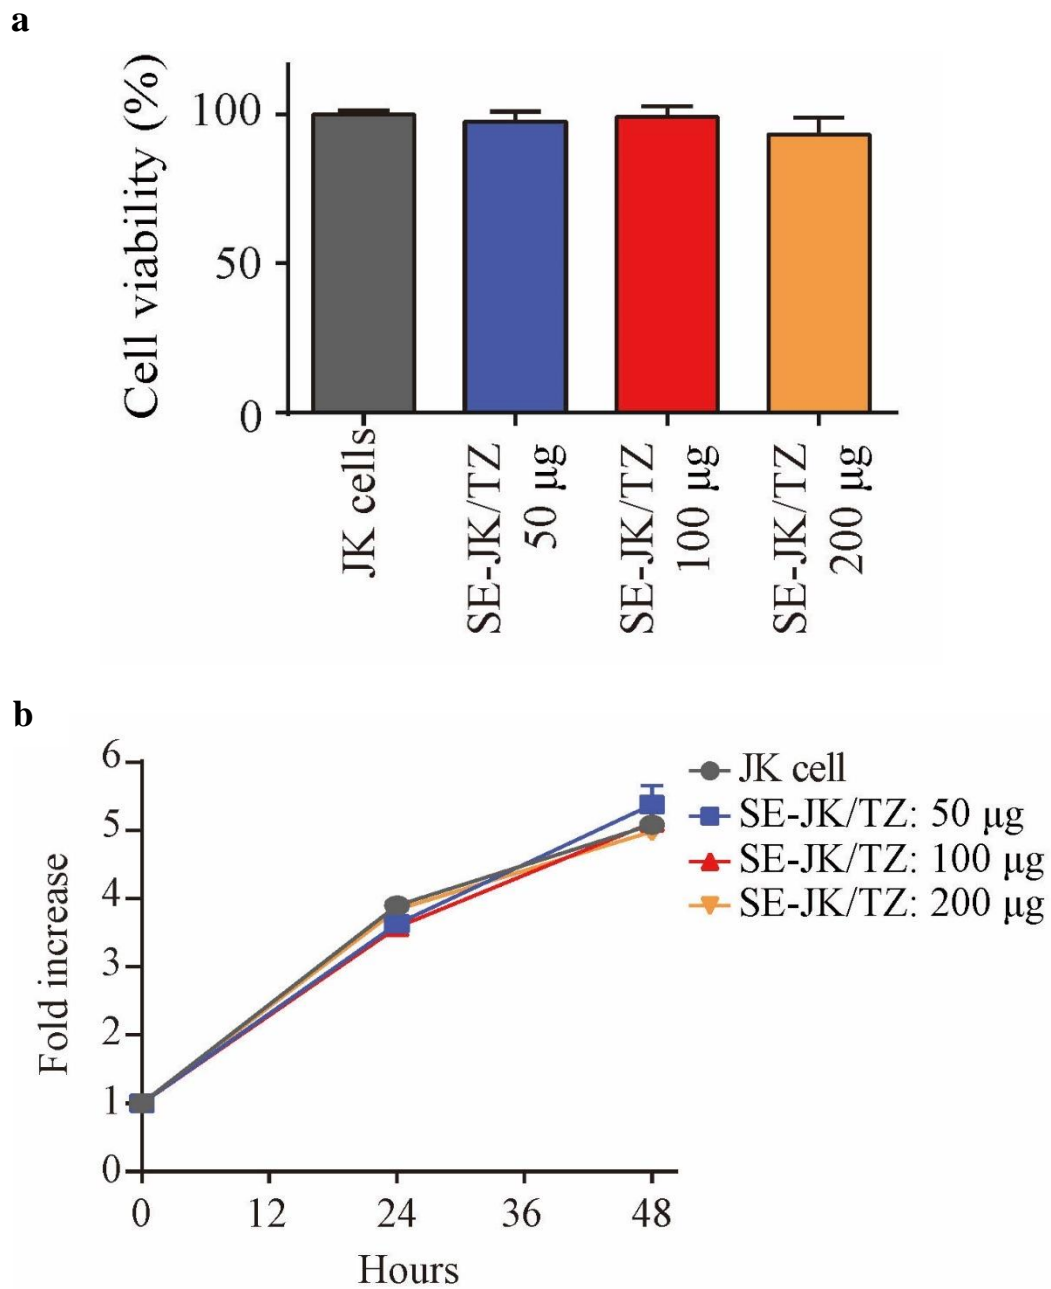 a
Cell viability (%)
100
50
0
JK cells
SE-JK/TZ
50 μg
SE-JK/TZ
100 μg
SE-JK/TZ
200 μg
b
Fold increase
6
5
4
3
2
1
0
0 12 24 36 48
Hours
JK cell
SE-JK/TZ: 50 μg
SE-JK/TZ: 100 μg
SE-JK/TZ: 200 μg